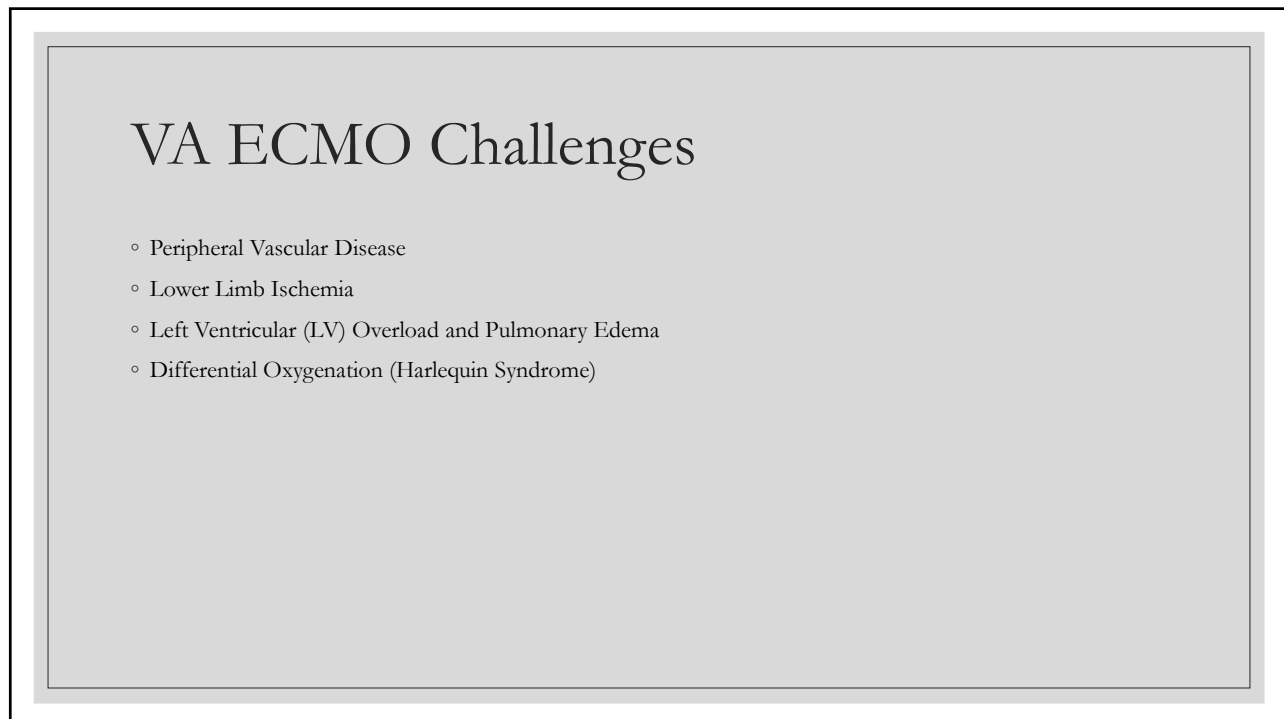 VA ECMO Challenges
◦ Peripheral Vascular Disease
◦ Lower Limb Ischemia
◦ Left Ventricular (LV) Overload and Pulmonary Edema
◦ Differential Oxygenation (Harlequin Syndrome)